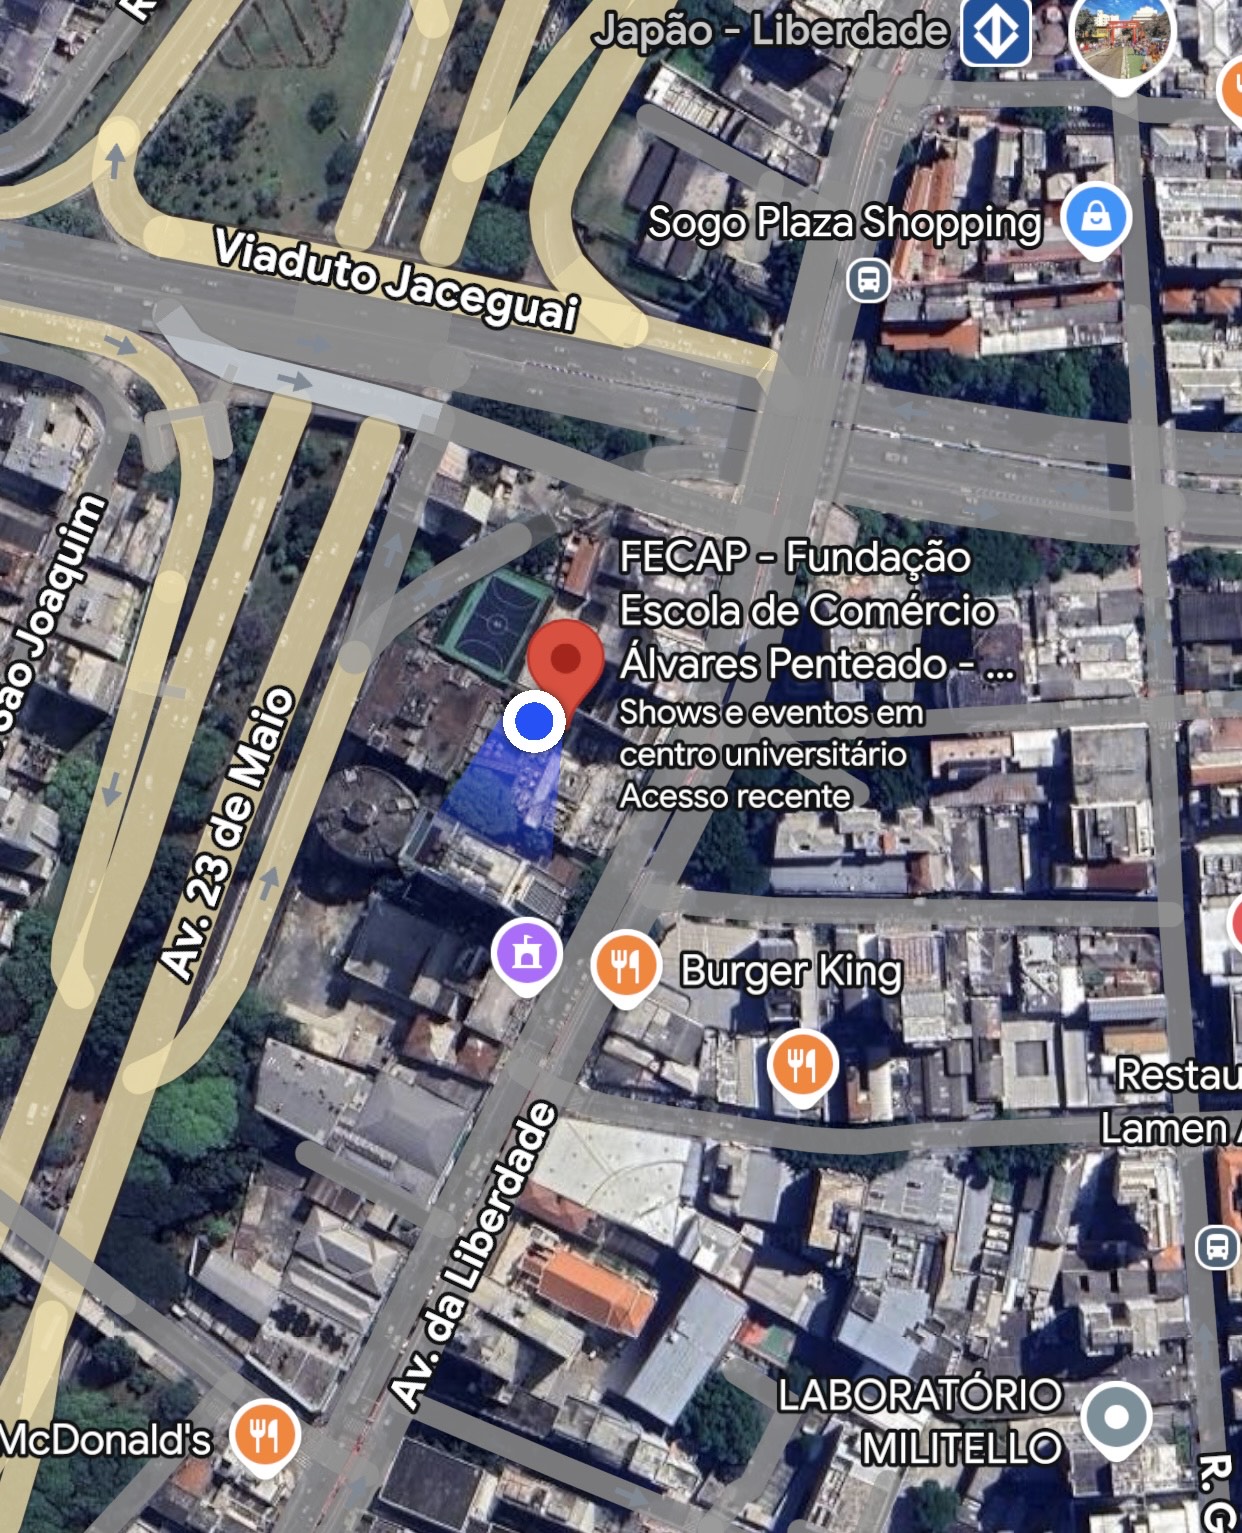 Japão - Liberdade
Sogo Plaza Shopping
Viaduto Jaceguai
FECAP - Fundação
Escola de Comércio
Álvares Penteado - ...
Shows e eventos em
centro universitário
Acesso recente
Joaquim
Av. 23 de Maio
Burger King
Restau
Lamen
Av. da Liberdade
McDonald's
LABORATÓRIO
MILITELLO
R. G